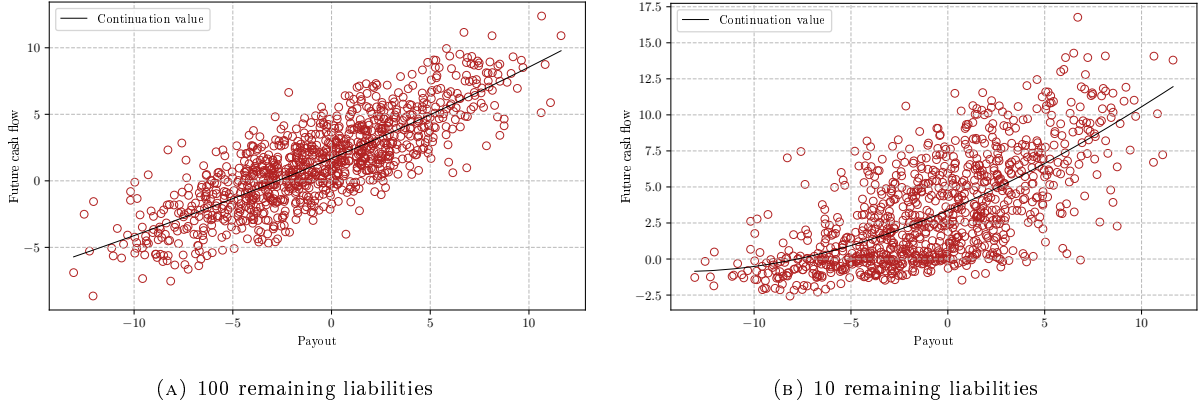 Continuation value
10
5
0
−5
Future cash flow
−10
−5
0
5
10
Payout
(A) 100 remaining liabilities
Continuation value
17.5
15.0
12.5
10.0
7.5
5.0
2.5
0.0
−2.5
Future cash flow
−10
−5
0
5
10
Payout
(B) 10 remaining liabilities